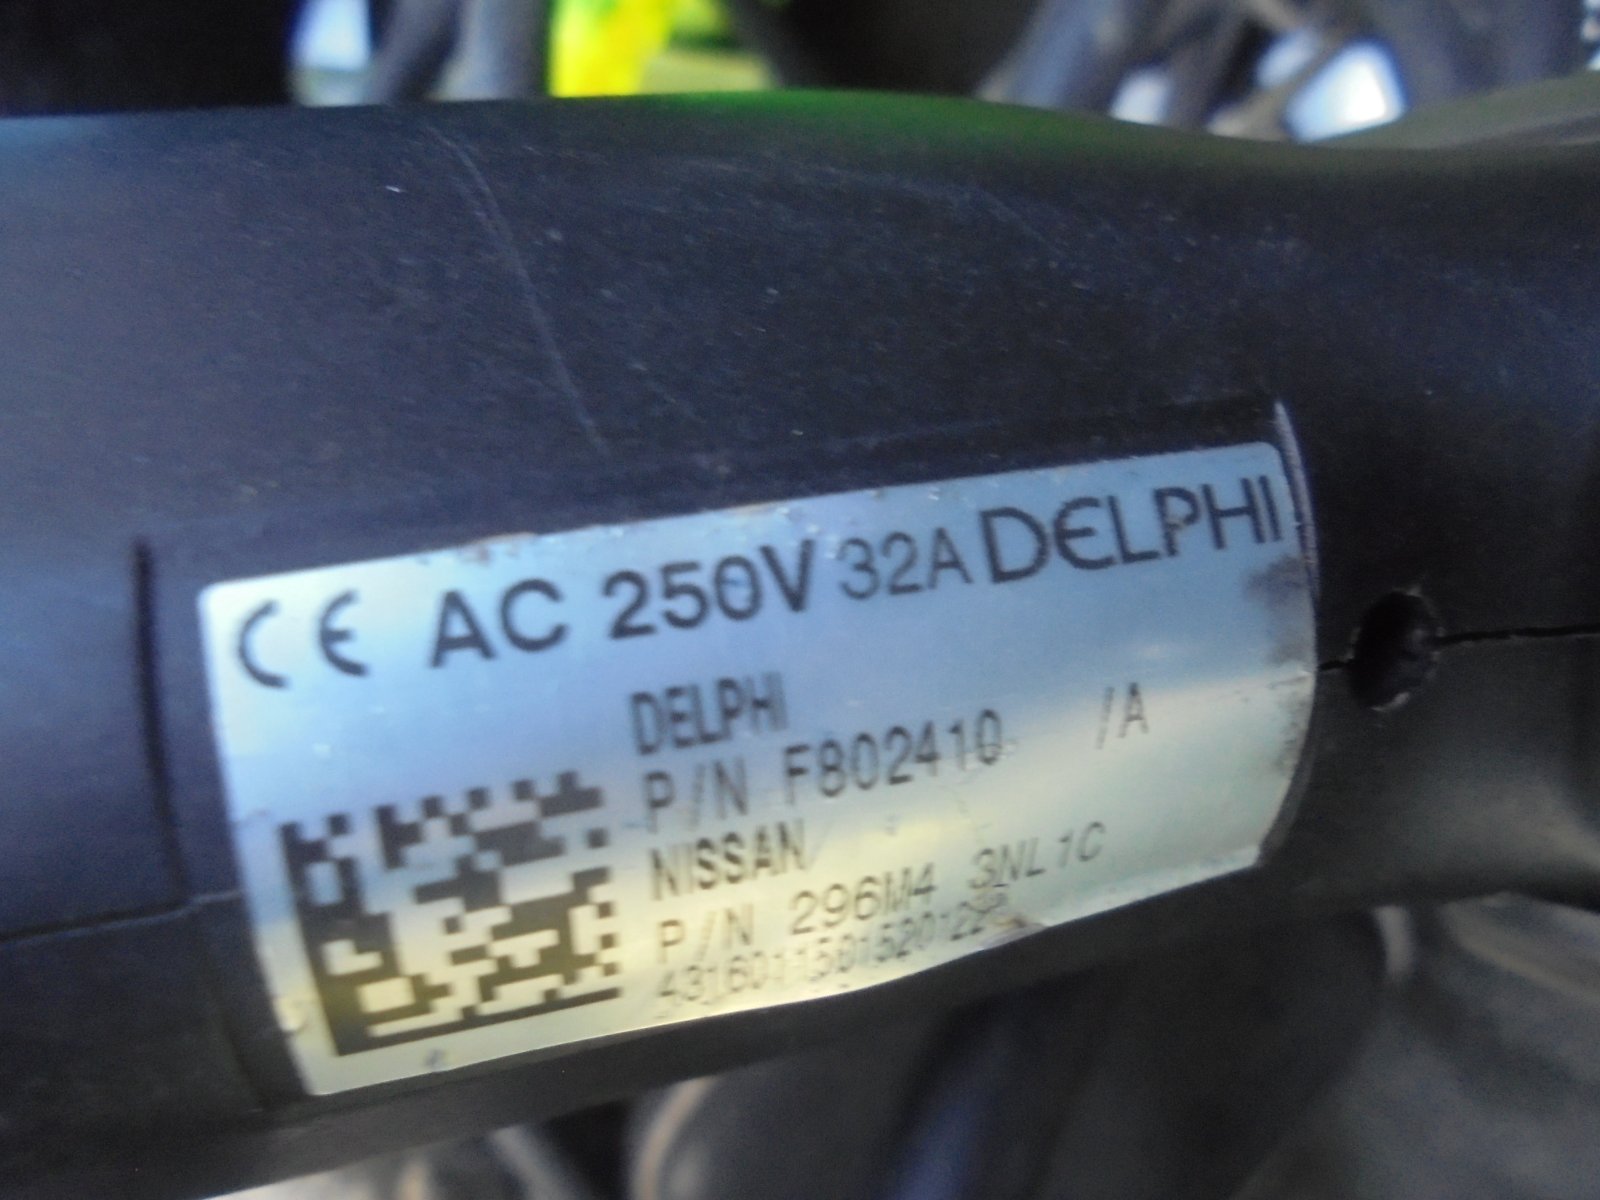 CE AC 250V 32A DELPHI
DELPHI
P/N F802410 /A
NISSAN
P/N 296M4 3NL1C